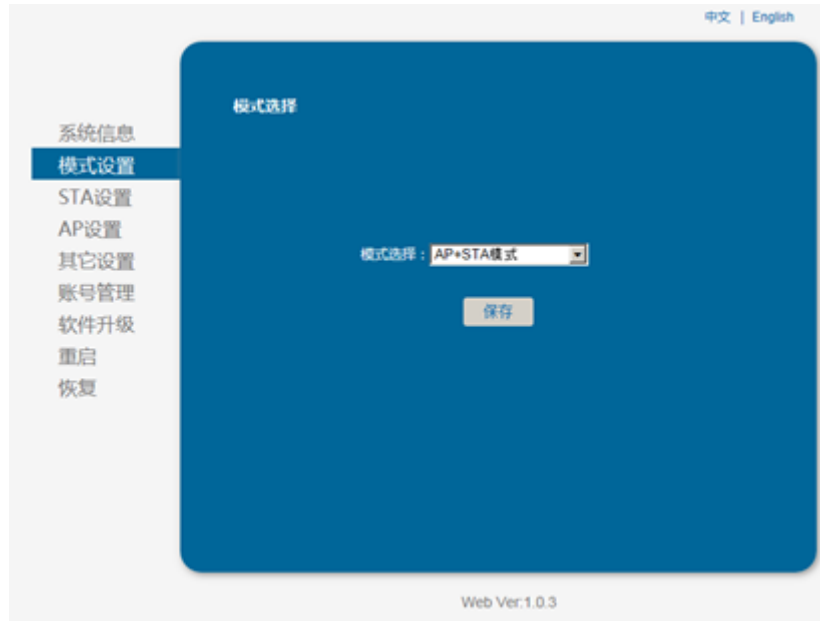 中文 | English
模式选择
系统信息
模式设置
STA设置
AP设置
其它设置
账号管理
软件升级
重启
恢复
模式选择：AP+STA模式
保存
Web Ver:1.0.3